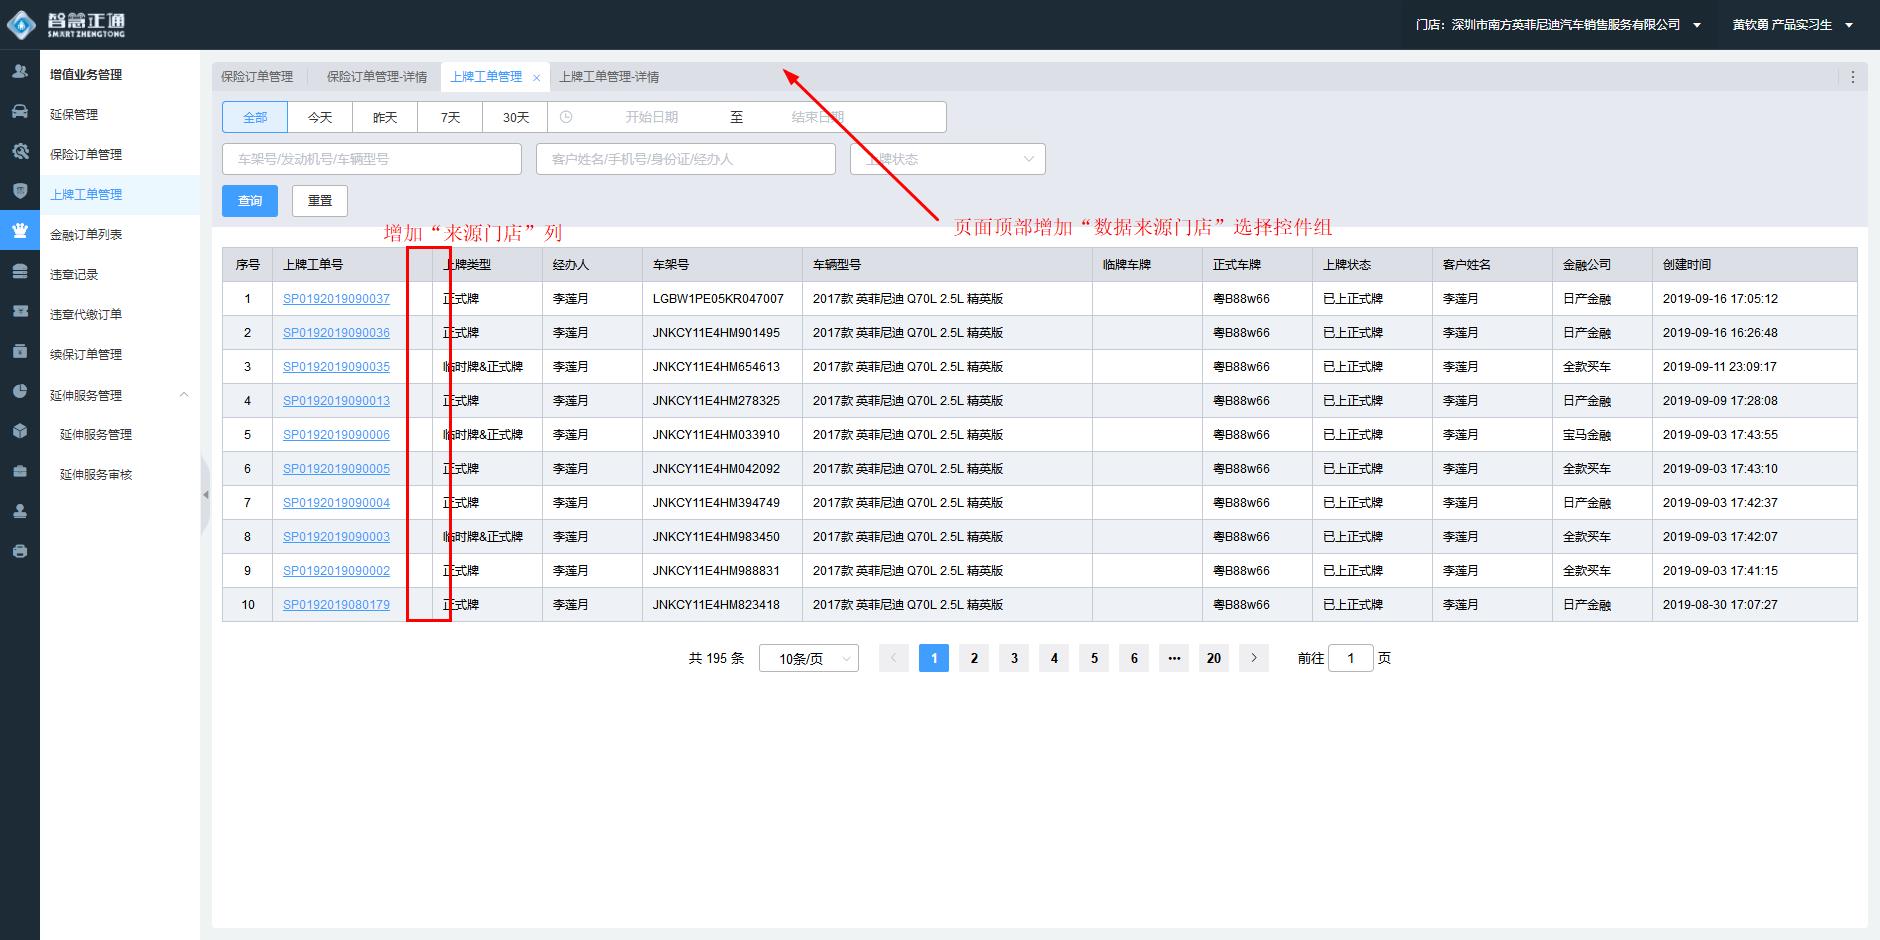 智慧正通
SMART ZHENGTONG
门店：深圳市南方英菲尼迪汽车销售服务有限公司
黄钦勇 产品实习生
增值业务管理
延保管理
保险订单管理
上牌工单管理
金融订单列表
违章记录
违章代缴订单
续保订单管理
延伸服务管理
延伸服务管理
延伸服务审核
保险订单管理 保险订单管理-详情 上牌工单管理 × 上牌工单管理-详情
全部 今天 昨天 7天 30天 开始日期 至 结束日期
车架号/发动机号/车辆型号 客户姓名/手机号/身份证/经办人 上牌状态
查询 重置
增加“来源门店”列
页面顶部增加“数据来源门店”选择控件组
序号 上牌工单号 上牌类型 经办人 车架号 车辆型号 临牌车牌 正式车牌 上牌状态 客户姓名 金融公司 创建时间
1 SP0192019090037 正式牌 李莲月 LGBW1PE05KR047007 2017款 英菲尼迪 Q70L 2.5L 精英版 粤B88w66 已上正式牌 李莲月 日产金融 2019-09-16 17:05:12
2 SP0192019090036 正式牌 李莲月 JNKCY11E4HM901495 2017款 英菲尼迪 Q70L 2.5L 精英版 粤B88w66 已上正式牌 李莲月 日产金融 2019-09-16 16:26:48
3 SP0192019090035 临时牌&正式牌 李莲月 JNKCY11E4HM654613 2017款 英菲尼迪 Q70L 2.5L 精英版 粤B88w66 已上正式牌 李莲月 全款买车 2019-09-11 23:09:17
4 SP0192019090013 正式牌 李莲月 JNKCY11E4HM278325 2017款 英菲尼迪 Q70L 2.5L 精英版 粤B88w66 已上正式牌 李莲月 日产金融 2019-09-09 17:28:08
5 SP0192019090006 临时牌&正式牌 李莲月 JNKCY11E4HM033910 2017款 英菲尼迪 Q70L 2.5L 精英版 粤B88w66 已上正式牌 李莲月 宝马金融 2019-09-03 17:43:55
6 SP0192019090005 正式牌 李莲月 JNKCY11E4HM042092 2017款 英菲尼迪 Q70L 2.5L 精英版 粤B88w66 已上正式牌 李莲月 全款买车 2019-09-03 17:43:10
7 SP0192019090004 正式牌 李莲月 JNKCY11E4HM394749 2017款 英菲尼迪 Q70L 2.5L 精英版 粤B88w66 已上正式牌 李莲月 日产金融 2019-09-03 17:42:37
8 SP0192019090003 临时牌&正式牌 李莲月 JNKCY11E4HM983450 2017款 英菲尼迪 Q70L 2.5L 精英版 粤B88w66 已上正式牌 李莲月 全款买车 2019-09-03 17:42:07
9 SP0192019090002 正式牌 李莲月 JNKCY11E4HM988831 2017款 英菲尼迪 Q70L 2.5L 精英版 粤B88w66 已上正式牌 李莲月 全款买车 2019-09-03 17:41:15
10 SP0192019080179 正式牌 李莲月 JNKCY11E4HM823418 2017款 英菲尼迪 Q70L 2.5L 精英版 粤B88w66 已上正式牌 李莲月 日产金融 2019-08-30 17:07:27
共 195 条 10条/页 < 1 2 3 4 5 6 ••• 20 > 前往 1 页